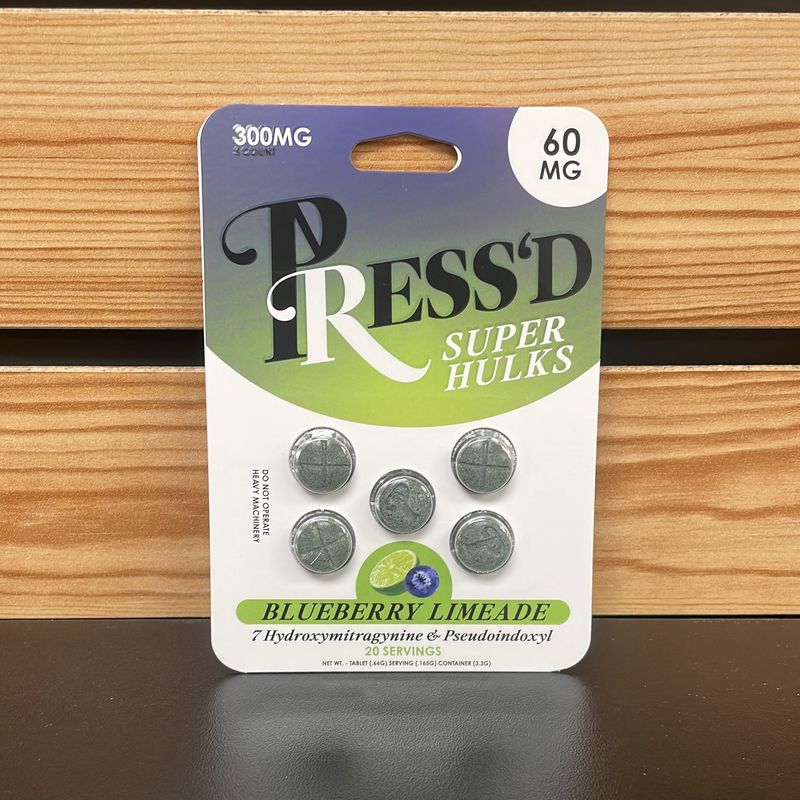 300MG
5 COUNT
60
MG
PRESS'D
SUPER
HULKS
DO NOT OPERATE
HEAVY MACHINERY
BLUEBERRY LIMEADE
7 Hydroxymitragynine & Pseudoindoxyl
20 SERVINGS
NET WT. - TABLET (.66G) SERVING (.165G) CONTAINER (3.3G)